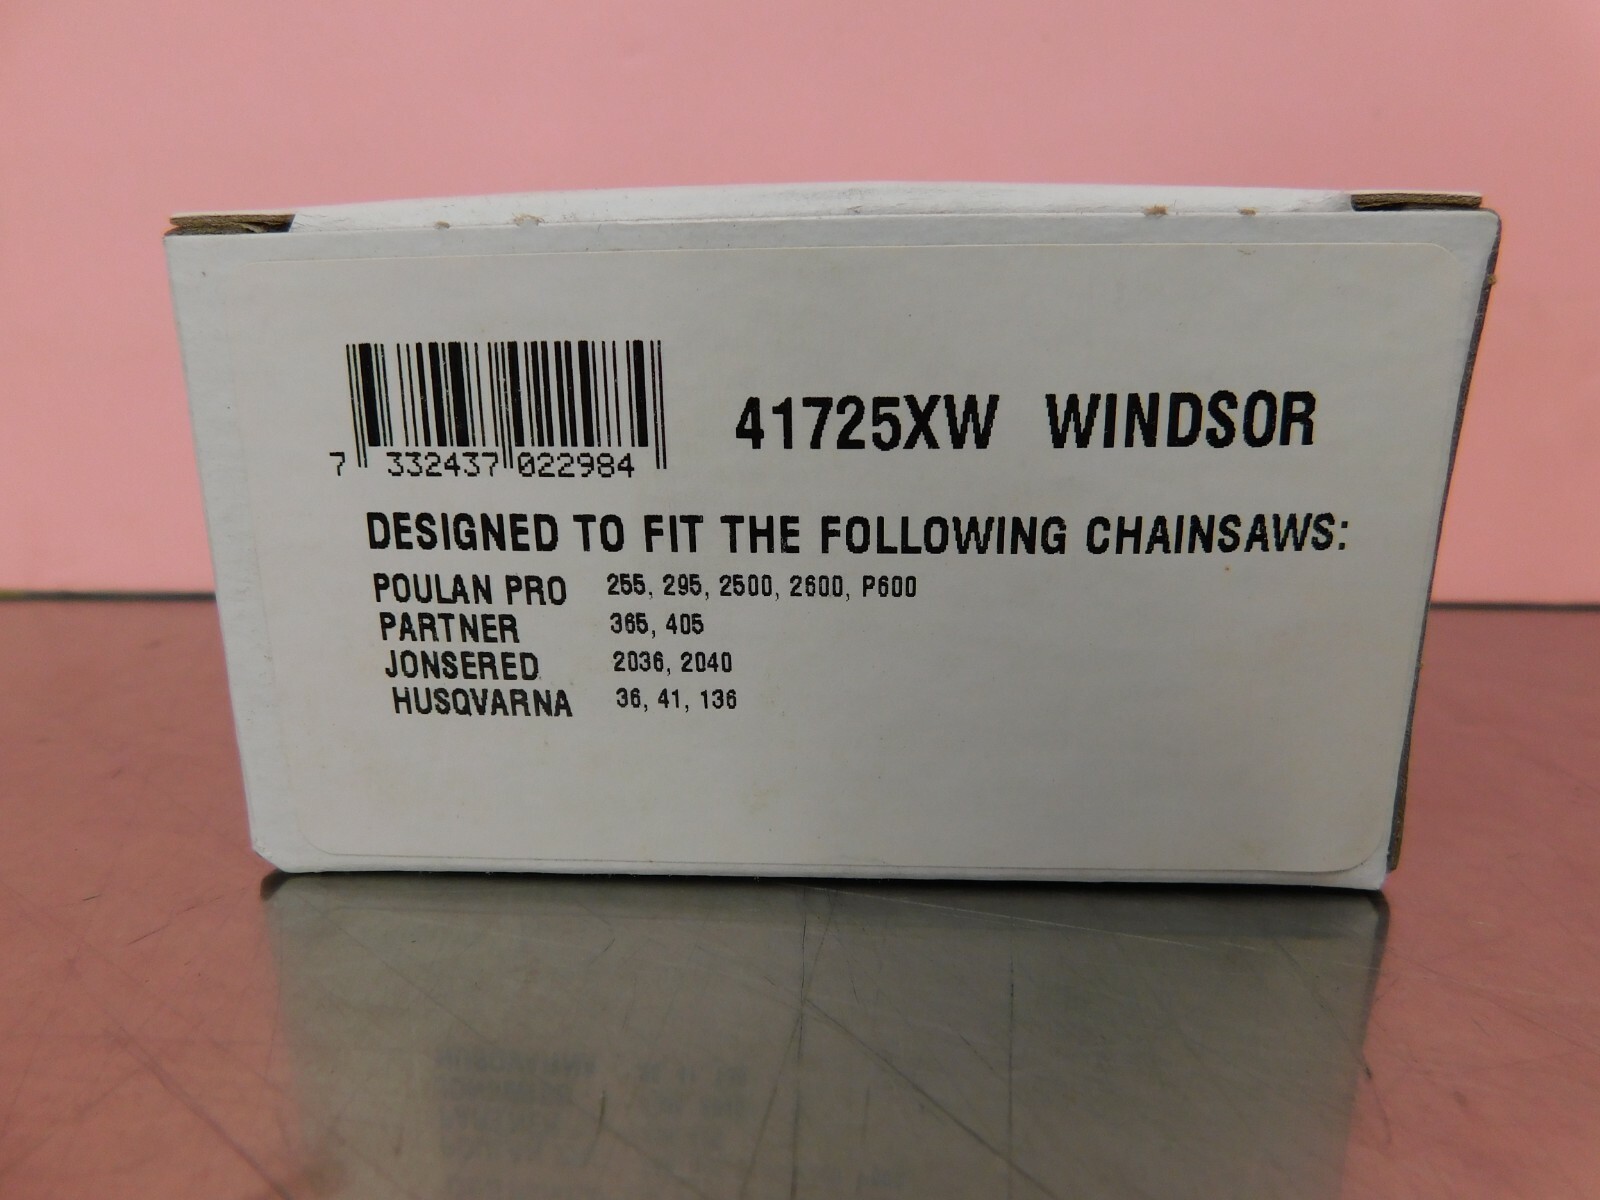 41725XW WINDSOR
7 332437 022984
DESIGNED TO FIT THE FOLLOWING CHAINSAWS:
POULAN PRO 255, 295, 2500, 2600, P600
PARTNER 365, 405
JONSERED 2036, 2040
HUSQVARNA 36, 41, 136